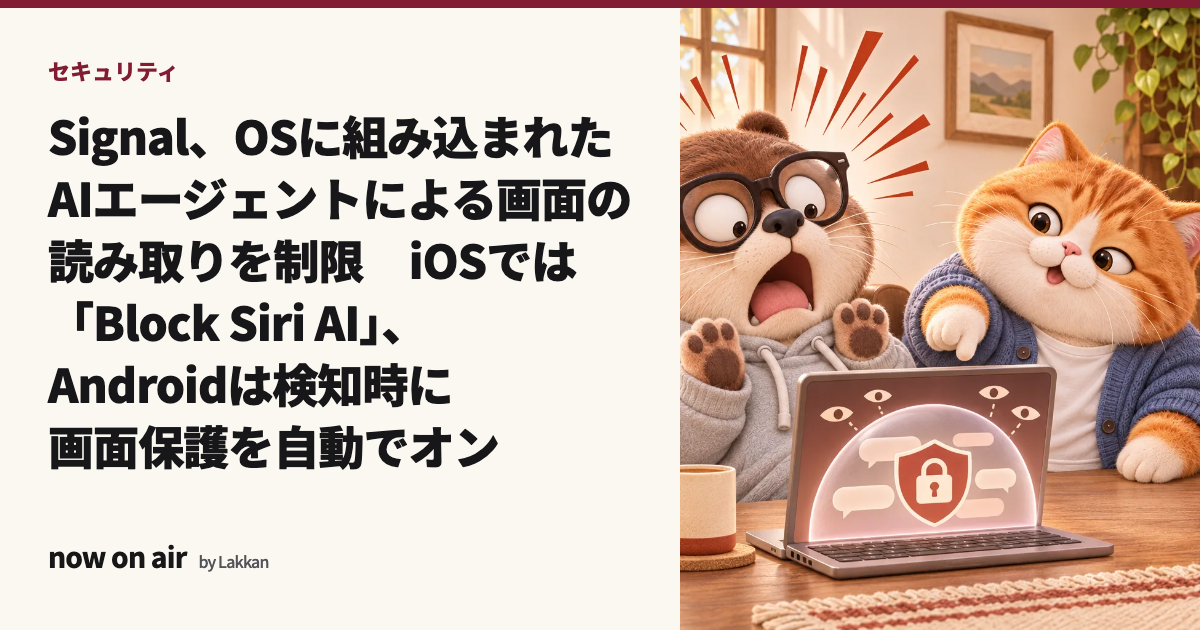 セキュリティ
Signal、OSに組み込まれた
AIエージェントによる画面の
読み取りを制限　iOSでは
「Block Siri AI」、
Androidは検知時に
画面保護を自動でオン
now on air by Lakkan